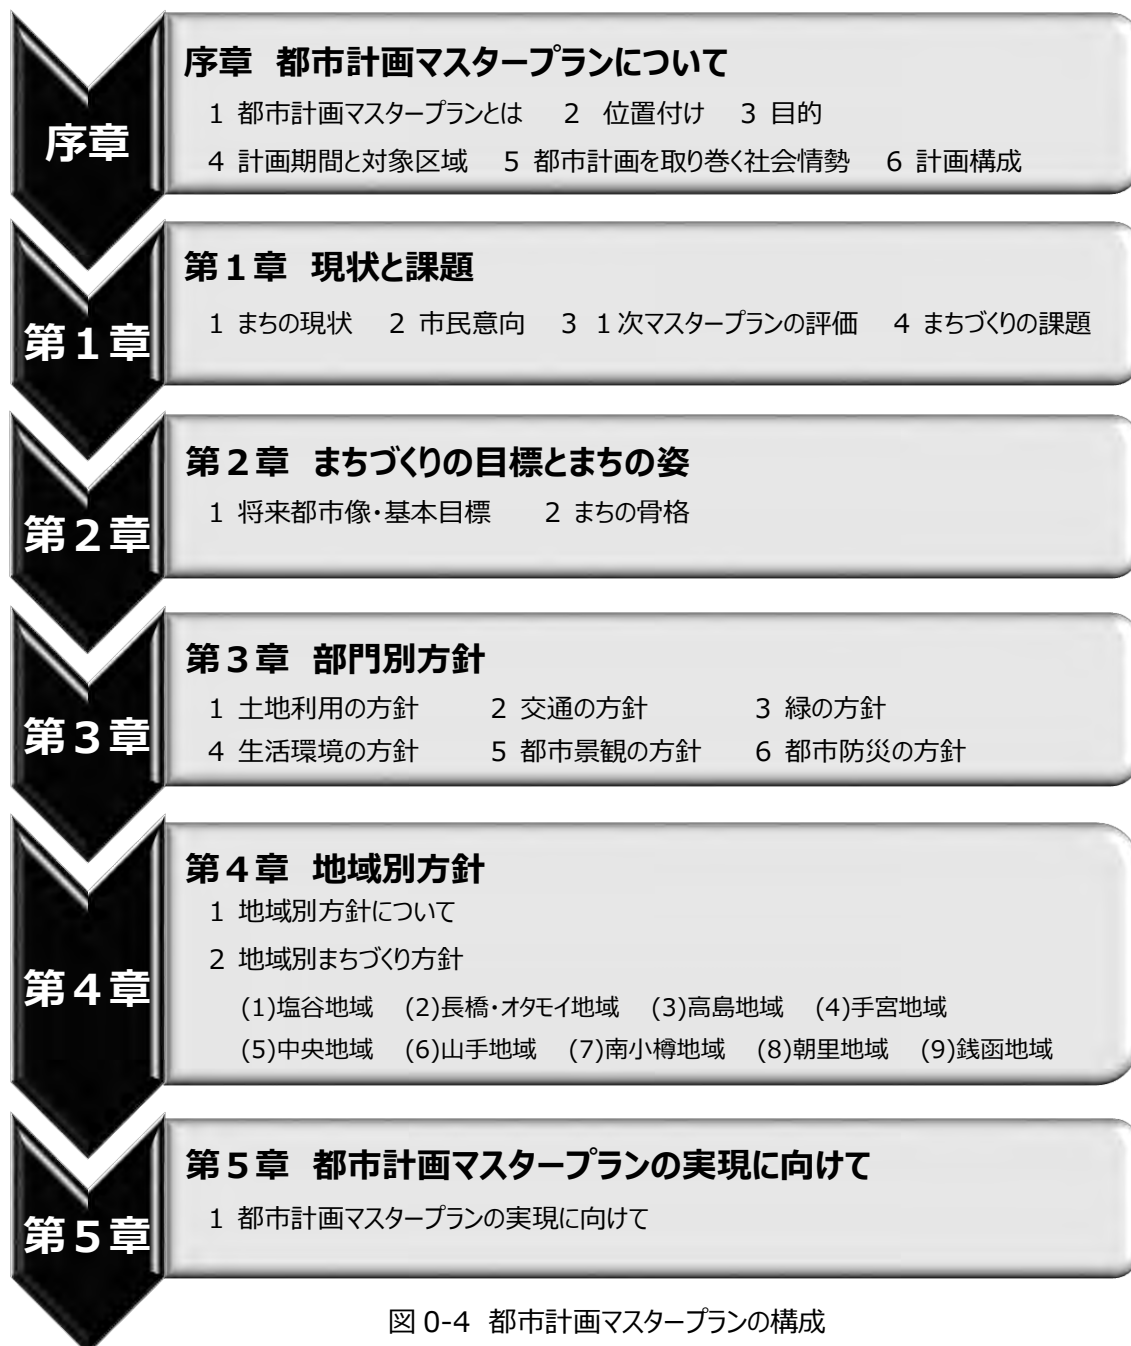 序章
序章 都市計画マスタープランについて
1 都市計画マスタープランとは 2 位置付け 3 目的
4 計画期間と対象区域 5 都市計画を取り巻く社会情勢 6 計画構成
第1章
第1章 現状と課題
1 まちの現状 2 市民意向 3 1次マスタープランの評価 4 まちづくりの課題
第2章
第2章 まちづくりの目標とまちの姿
1 将来都市像・基本目標 2 まちの骨格
第3章
第3章 部門別方針
1 土地利用の方針 2 交通の方針 3 緑の方針
4 生活環境の方針 5 都市景観の方針 6 都市防災の方針
第4章
第4章 地域別方針
1 地域別方針について
2 地域別まちづくり方針
(1)塩谷地域 (2)長橋・オタモイ地域 (3)高島地域 (4)手宮地域
(5)中央地域 (6)山手地域 (7)南小樽地域 (8)朝里地域 (9)銭函地域
第5章
第5章 都市計画マスタープランの実現に向けて
1 都市計画マスタープランの実現に向けて
図 0-4 都市計画マスタープランの構成